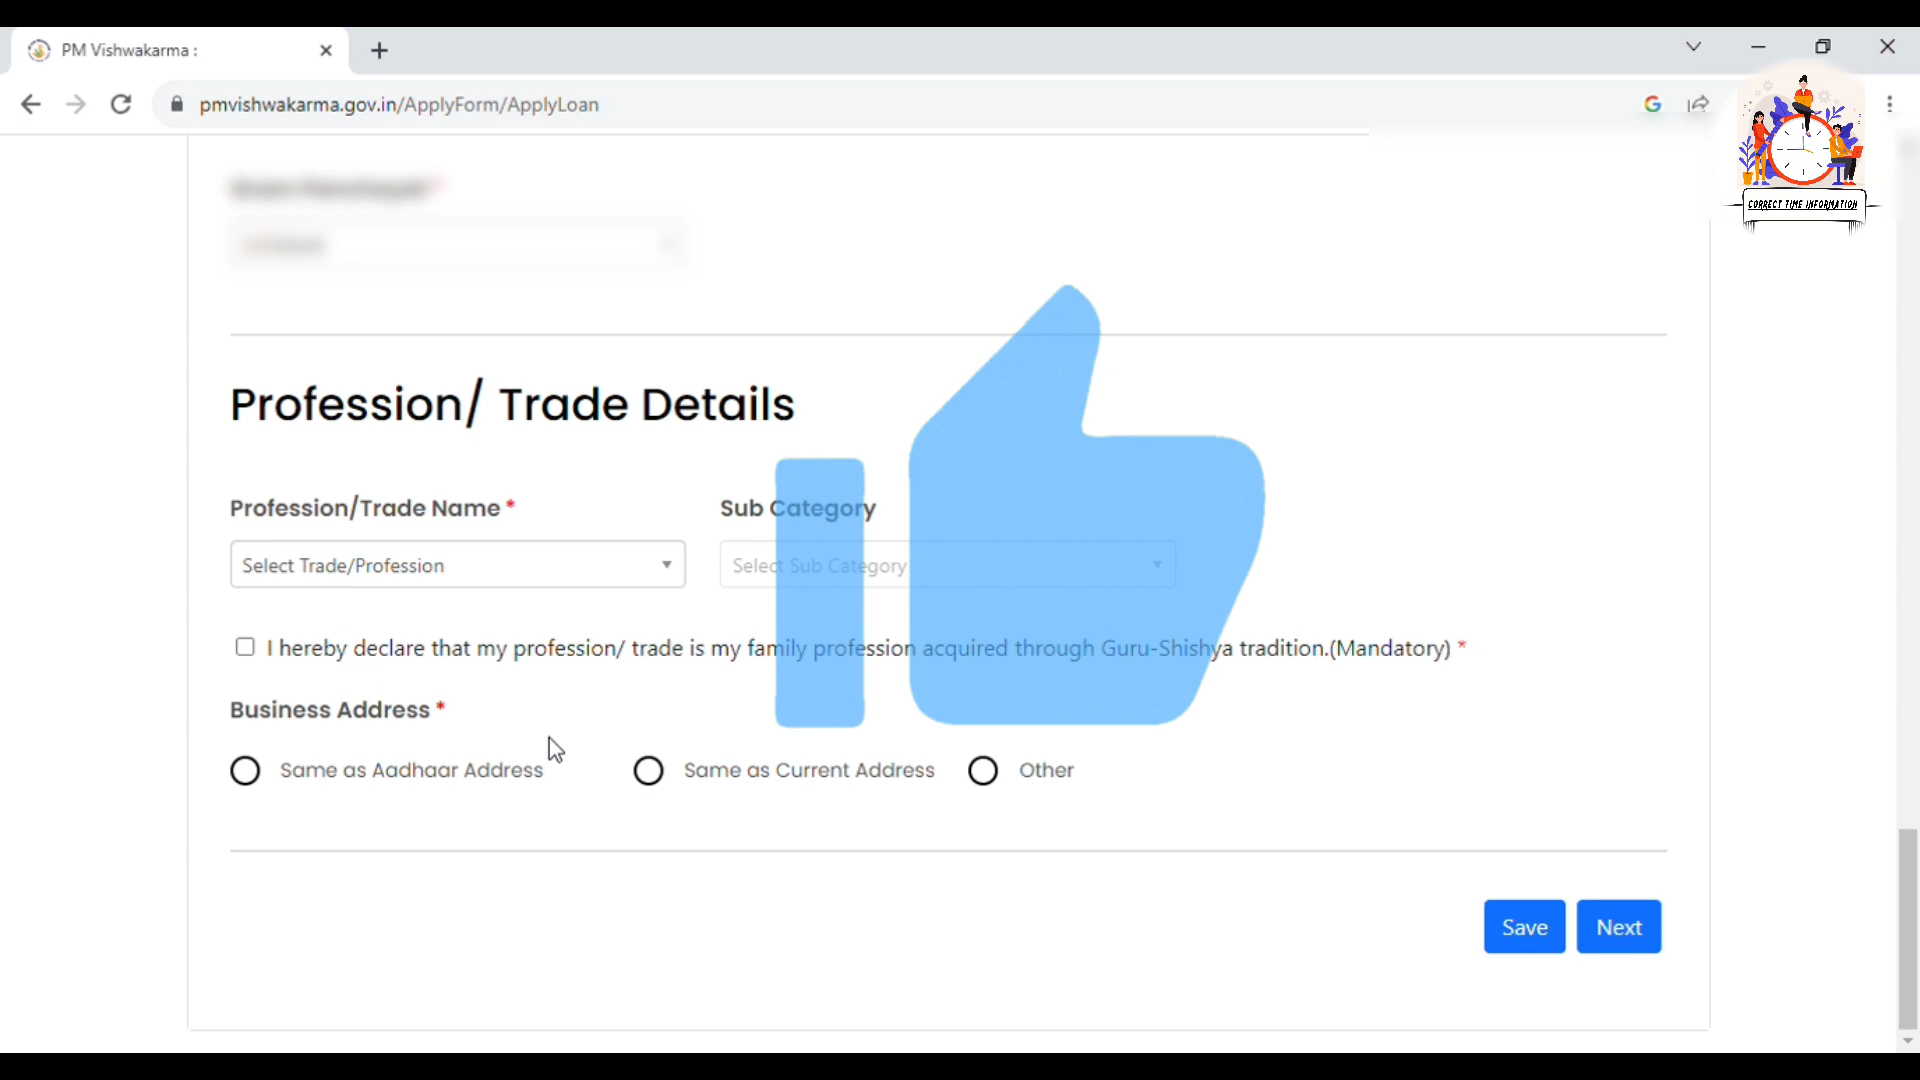 PM Vishwakarma :
pmvishwakarma.gov.in/ApplyForm/ApplyLoan
CORRECT TIME INFORMATION
Profession/ Trade Details
Profession/Trade Name * Sub Category
Select Trade/Profession Select Sub Category
I hereby declare that my profession/ trade is my family profession acquired through Guru-Shishya tradition.(Mandatory) *
Business Address *
Same as Aadhaar Address Same as Current Address Other
Save Next